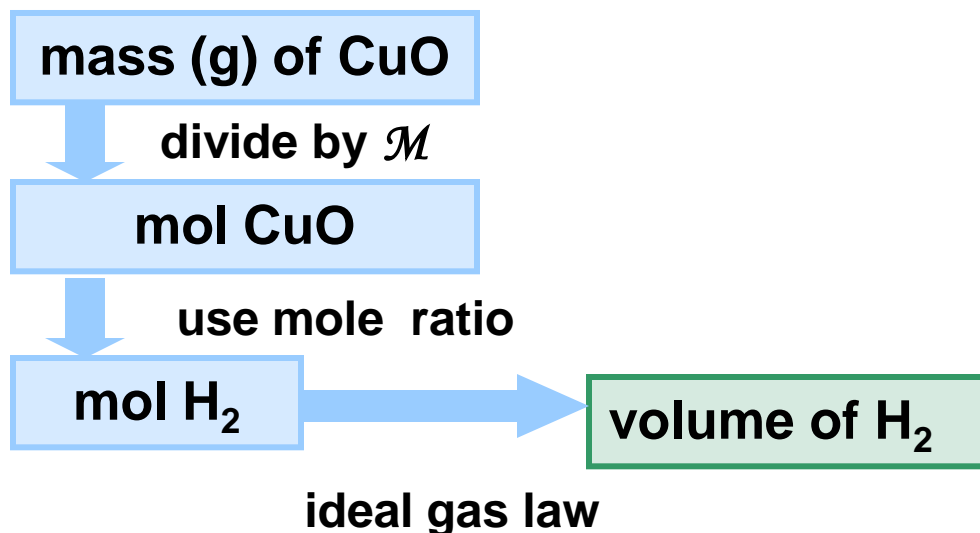 mass (g) of CuO
divide by ℳ
mol CuO
use mole ratio
mol H₂
volume of H₂
ideal gas law